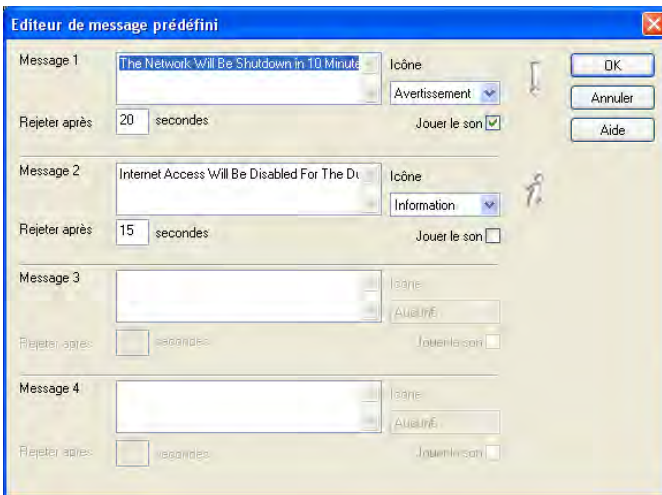 Editeur de message prédéfini
Message 1
The Network Will Be Shutdown in 10 Minute
Icône
Avertissement
OK
Annuler
Aide
Rejeter après 20 secondes
Jouer le son
Message 2
Internet Access Will Be Disabled For The Du
Icône
Information
Rejeter après 15 secondes
Jouer le son
Message 3
Icône
Aucune
Rejeter après secondes
Jouer le son
Message 4
Icône
Aucune
Rejeter après secondes
Jouer le son